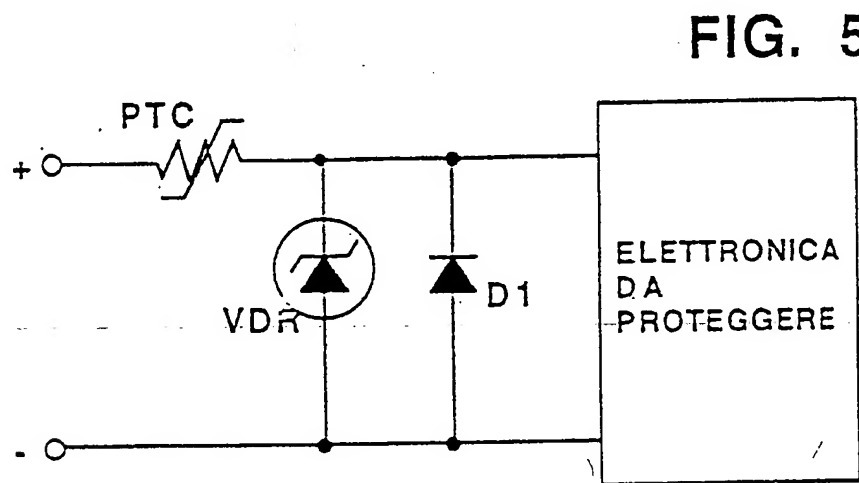 FIG. 5
PTC
+
VDR
D1
ELETTRONICA
DA
PROTEGGERE
-